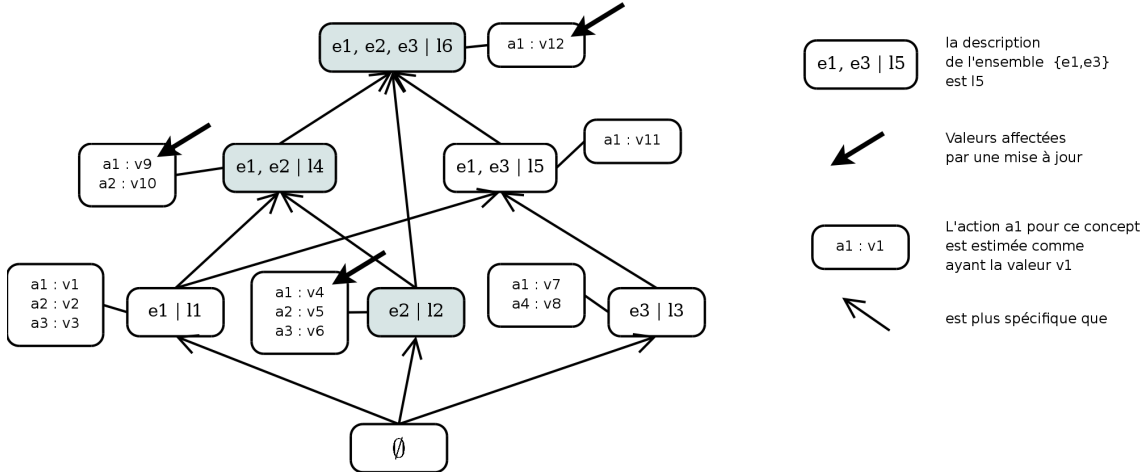 e1, e2, e3 | l6
a1 : v12
a1 : v9
a2 : v10
e1, e2 | l4
e1, e3 | l5
a1 : v11
a1 : v1
a2 : v2
a3 : v3
e1 | l1
a1 : v4
a2 : v5
a3 : v6
e2 | l2
a1 : v7
a4 : v8
e3 | l3
∅
e1, e3 | l5
la description
de l'ensemble {e1,e3}
est l5
Valeurs affectées
par une mise à jour
a1 : v1
L'action a1 pour ce concept
est estimée comme
ayant la valeur v1
est plus spécifique que